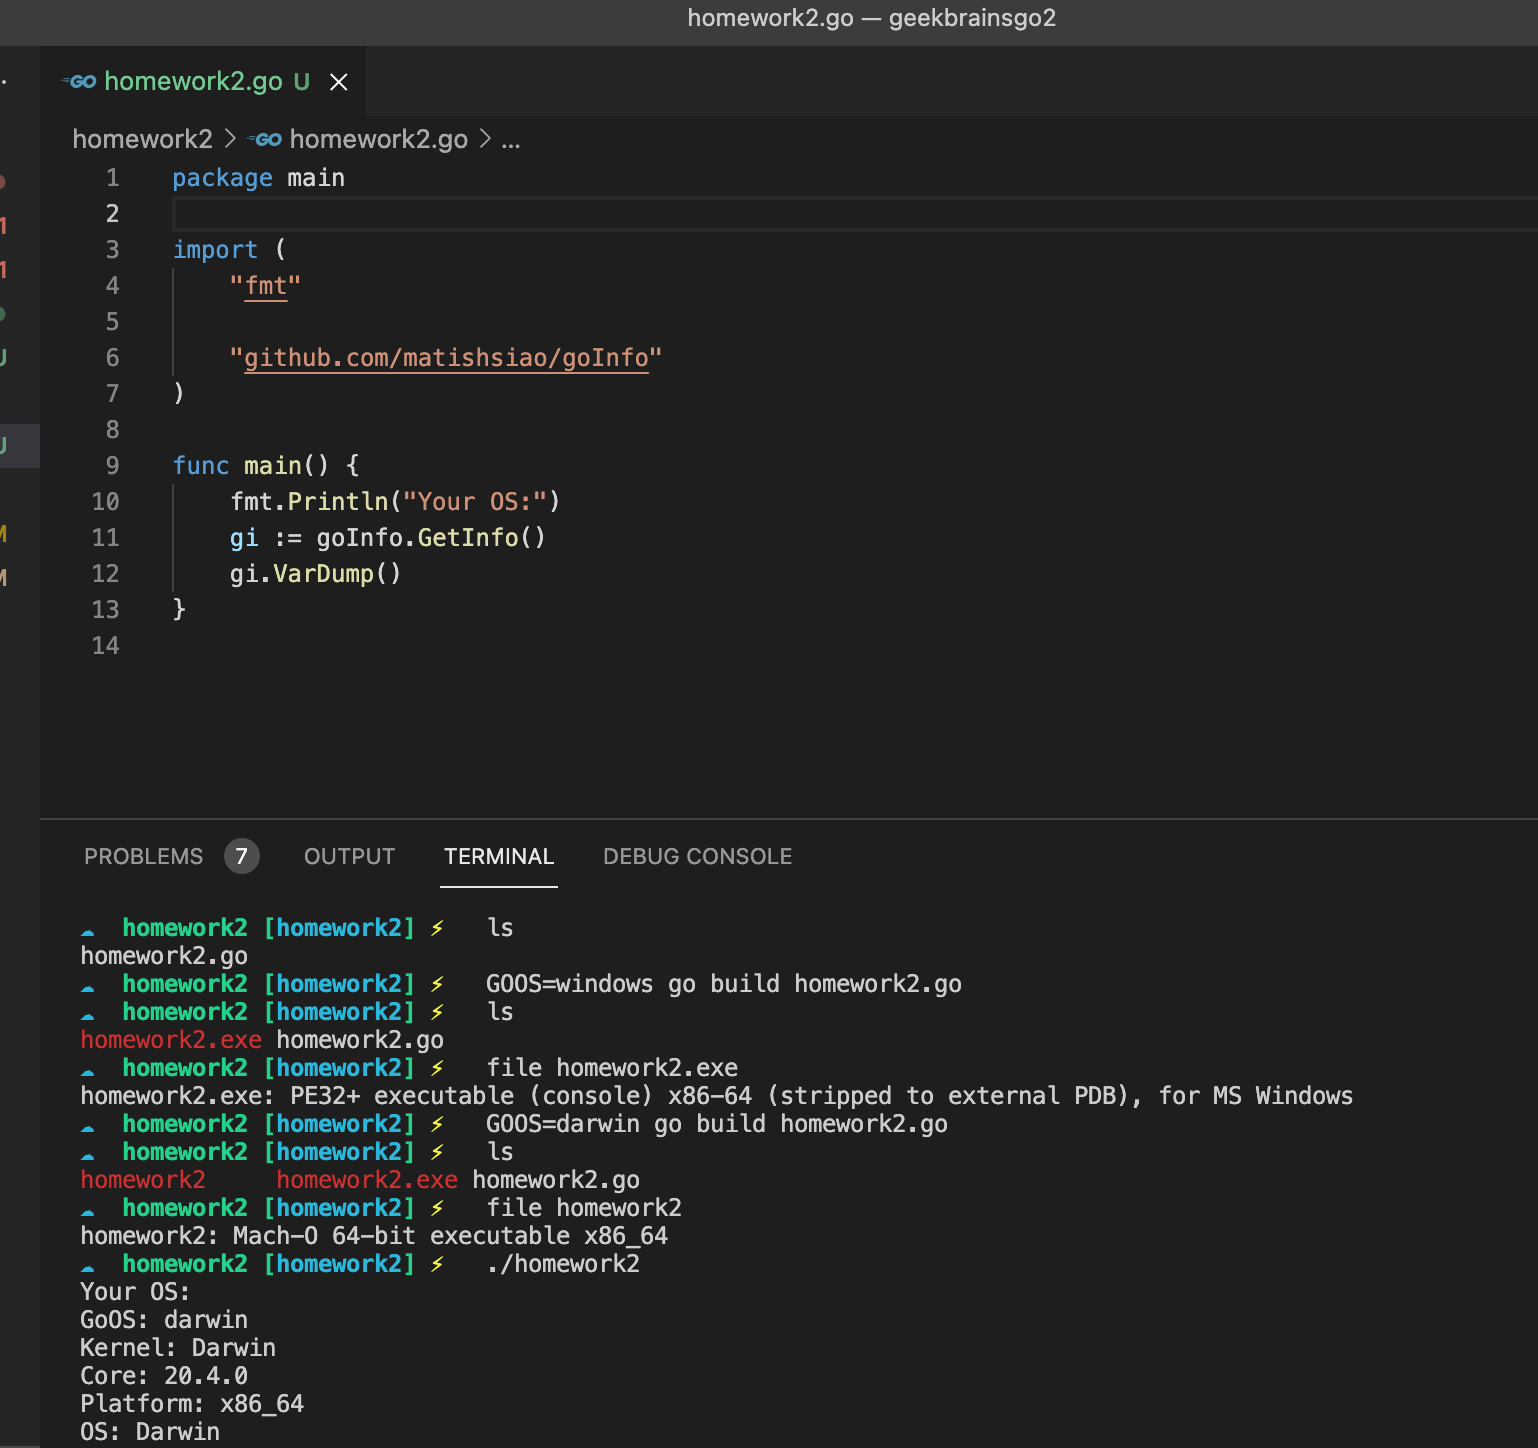 homework2.go — geekbrainsgo2
GO homework2.go U
homework2 > GO homework2.go > ...
1 package main
2
3 import (
4 "fmt"
5
6 "github.com/matishsiao/goInfo"
7 )
8
9 func main() {
10 fmt.Println("Your OS:")
11 gi := goInfo.GetInfo()
12 gi.VarDump()
13 }
14
PROBLEMS 7 OUTPUT TERMINAL DEBUG CONSOLE
homework2 [homework2] ⚡ ls
homework2.go
homework2 [homework2] ⚡ GOOS=windows go build homework2.go
homework2 [homework2] ⚡ ls
homework2.exe homework2.go
homework2 [homework2] ⚡ file homework2.exe
homework2.exe: PE32+ executable (console) x86-64 (stripped to external PDB), for MS Windows
homework2 [homework2] ⚡ GOOS=darwin go build homework2.go
homework2 [homework2] ⚡ ls
homework2 homework2.exe homework2.go
homework2 [homework2] ⚡ file homework2
homework2: Mach-O 64-bit executable x86_64
homework2 [homework2] ⚡ ./homework2
Your OS:
GoOS: darwin
Kernel: Darwin
Core: 20.4.0
Platform: x86_64
OS: Darwin